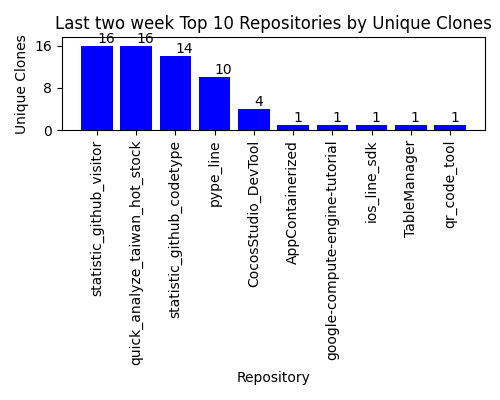 Last two week Top 10 Repositories by Unique Clones
Unique Clones
16
8
0
16
16
14
10
4
1
1
1
1
1
statistic_github_visitor
quick_analyze_taiwan_hot_stock
statistic_github_codetype
pype_line
CocosStudio_DevTool
AppContainerized
google-compute-engine-tutorial
ios_line_sdk
TableManager
qr_code_tool
Repository